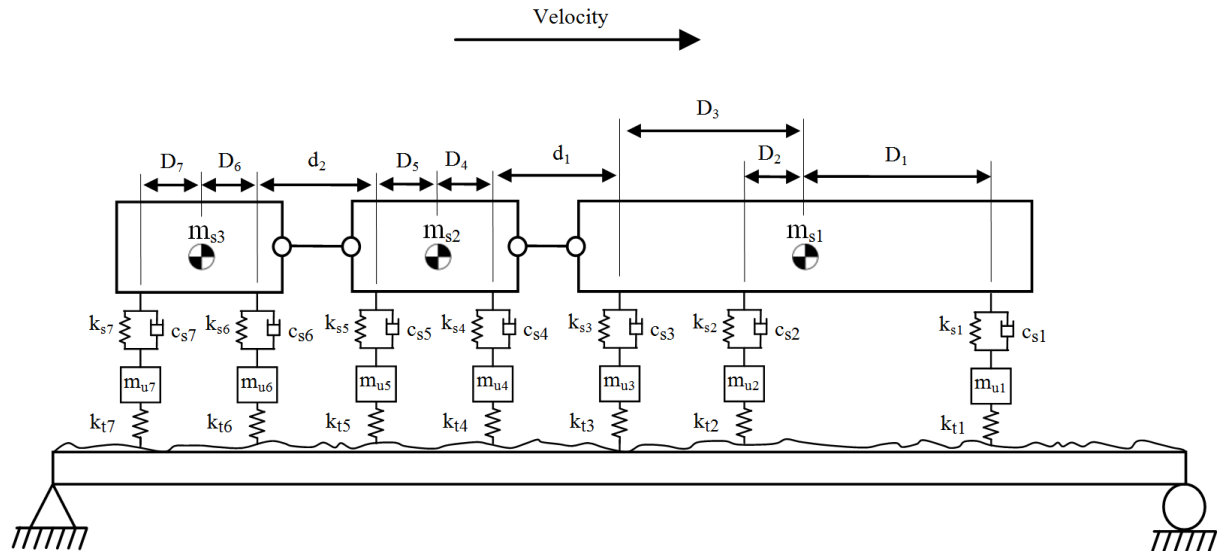 Velocity
D₃
D₇ D₆ d₂ D₅ D₄ d₁ D₂ D₁
mₛ₃ mₛ₂ mₛ₁
kₛ₇ cₛ₇ kₛ₆ cₛ₆ kₛ₅ cₛ₅ kₛ₄ cₛ₄ kₛ₃ cₛ₃ kₛ₂ cₛ₂ kₛ₁ cₛ₁
mᵤ₇ mᵤ₆ mᵤ₅ mᵤ₄ mᵤ₃ mᵤ₂ mᵤ₁
kₜ₇ kₜ₆ kₜ₅ kₜ₄ kₜ₃ kₜ₂ kₜ₁